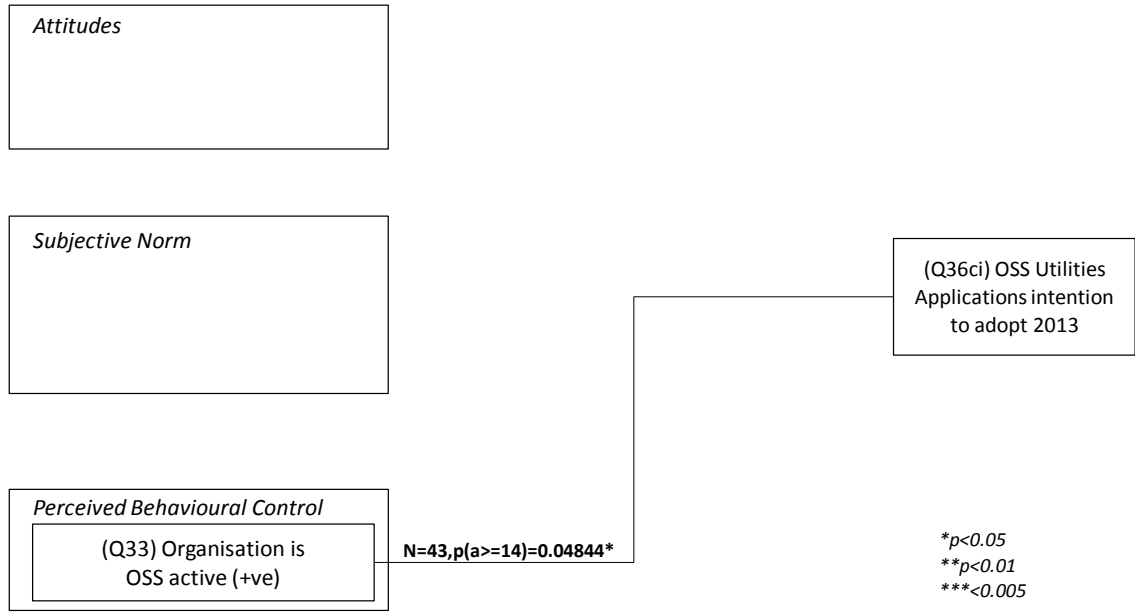 Attitudes
Subjective Norm
(Q36ci) OSS Utilities
Applications intention
to adopt 2013
Perceived Behavioural Control
(Q33) Organisation is
OSS active (+ve)
N=43,p(a>=14)=0.04844*
*p<0.05
**p<0.01
***<0.005